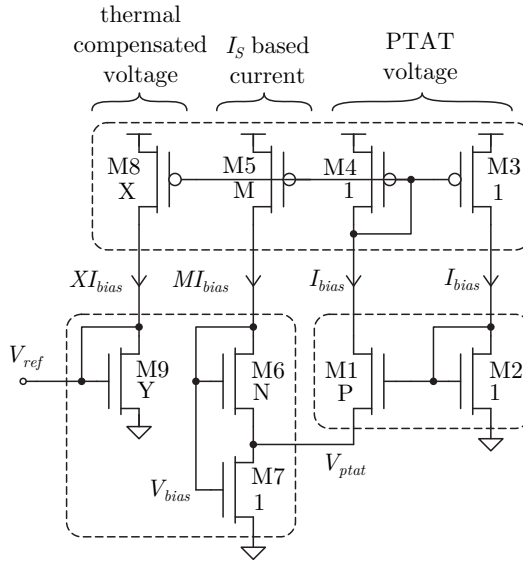 thermal compensated voltage
I_S based current
PTAT voltage
M8 X
M5 M
M4 1
M3 1
XI_bias
MI_bias
I_bias
I_bias
V_ref
M9 Y
M6 N
M1 P
M2 1
V_bias
M7 1
V_ptat